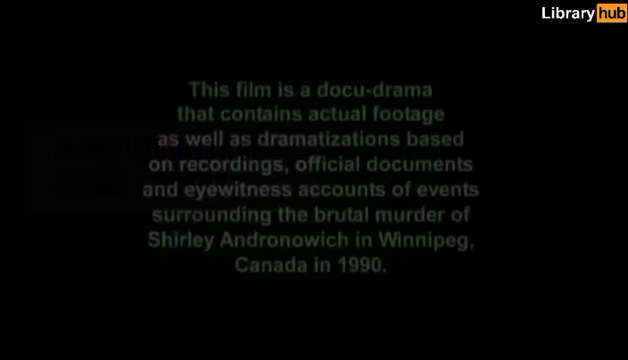 Library hub
This film is a docu-drama
that contains actual footage
as well as dramatizations based
on recordings, official documents
and eyewitness accounts of events
surrounding the brutal murder of
Shirley Andronowich in Winnipeg,
Canada in 1990.